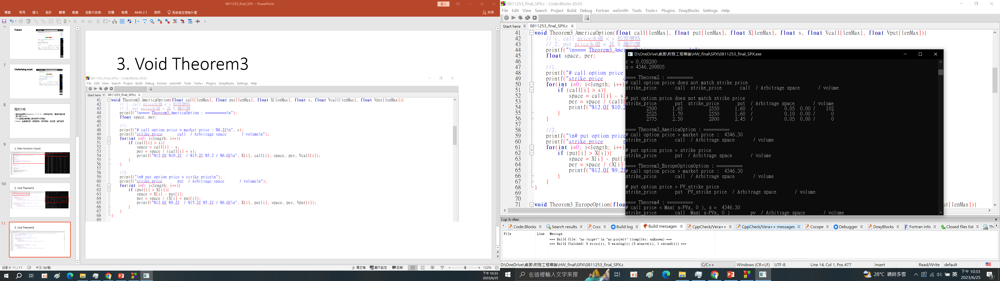 0811253_final_SPX - PowerPoint
登入
檔案 常用 插入 設計 轉場 動畫 投影片放映 校閱 檢視 AMA 2.1 說明 告訴我您想做什麼 共用
Future
7
Underlying asset
8
程式介紹
9
1. Main function (input)
10
2. Void Theorem2
11
3. Void Theorem3
3. Void Theorem3
0811253_final_SPX.c - Code::Blocks 20.03
File Edit View Search Project Build Debug Fortran wxSmith Tools Tools+ Plugins DoxyBlocks Settings Help
Start here 0811253_final_SPX.c
41 void Theorem3_AmericaOption(float call[lenMax], float put[lenMax], float X[lenMax], float s, float Vcall[lenMax], float Vput[lenMax]){
42 // 1. call price永遠 < s 股票價格
43 // 2. put price永遠 < 其 X 履約價
44 printf("\n==== Theorem3_AmericaOption : ==========\n");
45 float space, per;
46
47 //1.
48 printf("# call option price > market price : %8.2f\n", s);
49 printf("strike_price call / Arbitrage space / volume\n");
50 for(int i=0; i<length; i++){
51 if (call[i] > s){
52 space = call[i] - s;
53 per = space / (call[i] + s);
54 printf("%12.0f %10.2f / %15.2f %5.2 / %6.0f\n", X[i], call[i], space, per, Vcall[i]);
55 }
56 }
57
58 //2.
59 printf("\n# put option price > strike price\n");
60 printf("strike_price put / Arbitrage space / volume\n");
61 for(int i=0; i<length; i++){
62 if (put[i] > X[i]){
63 space = X[i] - put[i];
64 per = space / (X[i] + put[i]);
65 printf("%12.0f %9.2f / %15.2f %5.2f / %6.0f\n", X[i], put[i], space, per, Vput[i]);
66 }
67 }
68 }
69
投影片 11 / 11 中文 (台灣) 備忘稿 顯示設定 註解 122%
下午 10:33
2023/6/25
0811253_final_SPX.c - Code::Blocks 20.03
File Edit View Search Project Build Debug Fortran wxSmith Tools Tools+ Plugins DoxyBlocks Settings Help
Start here 0811253_final_SPX.c
41 void Theorem3_AmericaOption(float call[lenMax], float put[lenMax], float X[lenMax], float s, float Vcall[lenMax], float Vput[lenMax]){
42 // 1. call price永遠 < s 股票價格
43 // 2. put price永遠 < 其 X 履約價
44 printf("\n==== Theorem3_AmericaOption : ==========\n");
45 float space, per;
46
47 //1.
48 printf("# call option price
49 printf("strike_price
50 for(int i=0; i<length; i++)
51 if (call[i] > s){
52 space = call[i] - s;
53 per = space / (call[
54 printf("%12.0f %10.2
55 }
56 }
57
58 //2.
59 printf("\n# put option price
60 printf("strike_price p
61 for(int i=0; i<length; i++)
62 if (put[i] > X[i]){
63 space = X[i] - put[i
64 per = space / (X[i]
65 printf("%12.0f %9.2f
66 }
67 }
68 }
69
70
71 void Theorem3_EuropeOption(floa ut[lenMax]){
D:\OneDrive\桌面\財務工程導論\HW_final\SPX\0811253_final_SPX.exe
r = 0.038200
s = 4346.299805
==== Theorem2 : ==========
# call option price does not match strike price
strike_price call strike_price call / Arbitrage space / volume
# put option price does not match strike price
strike_price put strike_price put / Arbitrage space / volume
2500 1.65 2550 1.60 / 0.05 0.00 / 102
2525 1.70 2550 1.60 / 0.10 0.00 / 0
2775 2.50 2800 2.45 / 0.05 0.00 / 0
==== Theorem3_AmericaOption : ==========
# call option price > market price : 4346.30
strike_price call / Arbitrage space / volume
# put option price > strike price
strike_price put / Arbitrage space / volume
==== Theorem3_EuropeOptionOption : ==========
# call option price > market price : 4346.30
strike_price call / Arbitrage space / volume
# put option price > PV_strike price
strike_price put PV_strike price / Arbitrage space / volume
==== Theorem4 : ==========
# call price < Max( s-PVx, 0 ), s = 4346.30
strike_price call Max( s-PVx, 0 ) pv / Arbitrage space / volume
Logs & others
Code::Blocks Search results Cccc Build log Build messages CppCheck/Vera++ CppCheck/Vera++ messages Cscope Debugger DoxyBlocks Fortran info Closed files list Th
File Line Message
=== Build file: "no target" in "no project" (compiler: unknown) ===
=== Build finished: 0 error(s), 0 warning(s) (0 minute(s), 1 second(s)) ===
D:\OneDrive\桌面\財務工程導論\HW_final\SPX\0811253_final_SPX.c C/C++ Windows (CR+LF) UTF-8 Line 14, Col 1, Pos 477 Insert Read/Write default
在這裡輸入文字來搜 28°C 晴時多雲 英
下午 10:33
2023/6/25
3